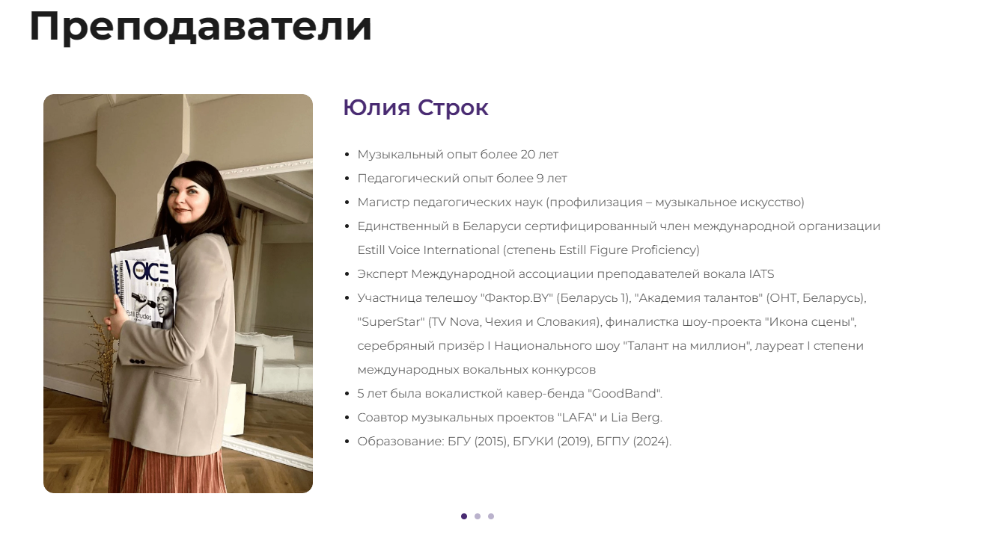 Преподаватели
Юлия Строк
Музыкальный опыт более 20 лет
Педагогический опыт более 9 лет
Магистр педагогических наук (профилизация – музыкальное искусство)
Единственный в Беларуси сертифицированный член международной организации
Estill Voice International (степень Estill Figure Proficiency)
Эксперт Международной ассоциации преподавателей вокала IATS
Участница телешоу "Фактор.BY" (Беларусь 1), "Академия талантов" (ОНТ, Беларусь),
"SuperStar" (TV Nova, Чехия и Словакия), финалистка шоу-проекта "Икона сцены",
серебряный призёр I Национального шоу "Талант на миллион", лауреат I степени
международных вокальных конкурсов
5 лет была вокалисткой кавер-бенда "GoodBand".
Соавтор музыкальных проектов "LAFA" и Lia Berg.
Образование: БГУ (2015), БГУКИ (2019), БГПУ (2024).
VOICE
SERIES
Estill Etudes